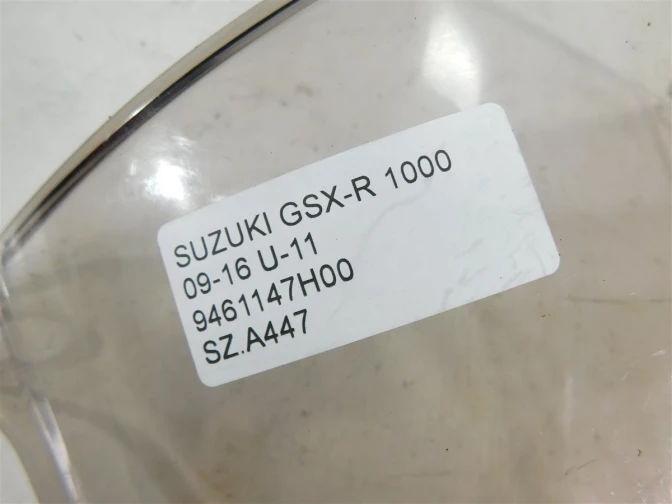 SUZUKI GSX-R 1000
09-16 U-11
9461147H00
SZ.A447